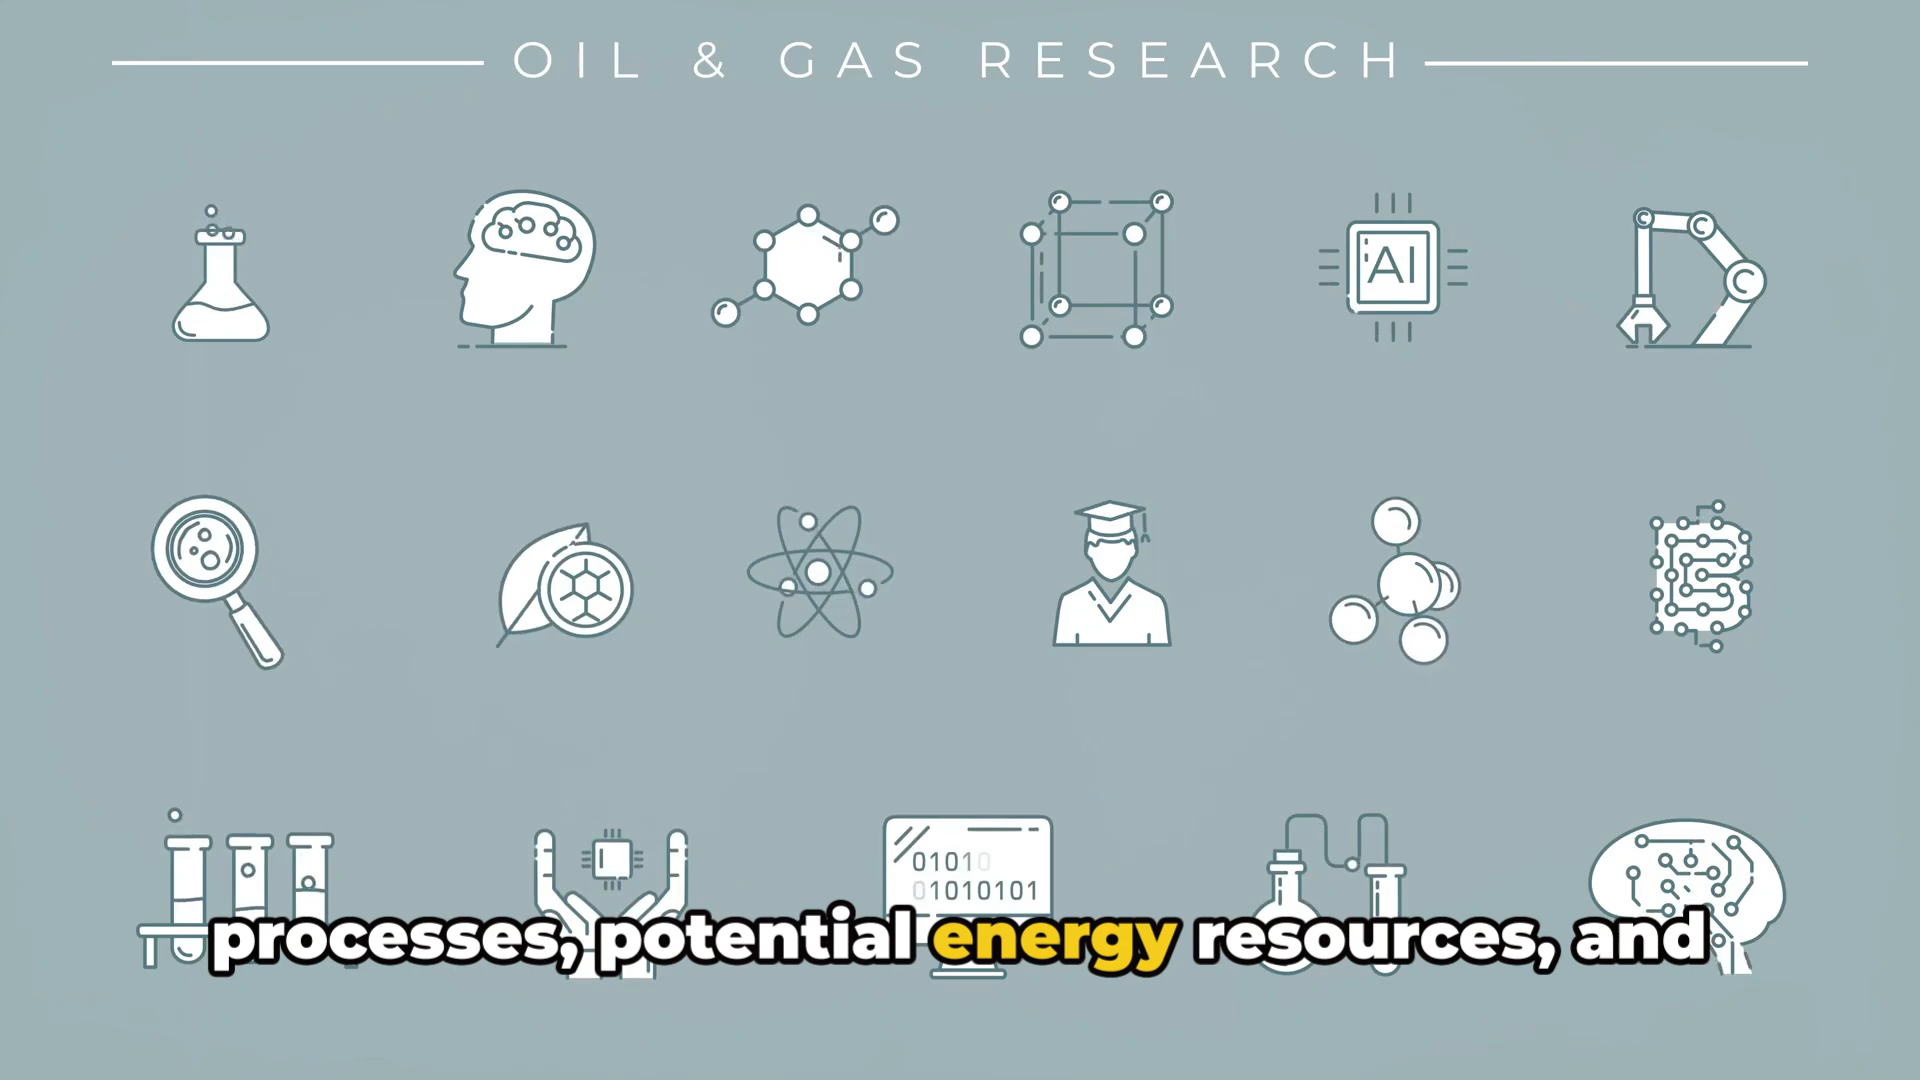 OIL & GAS RESEARCH
AI
01010
01010101
processes, potential energy resources, and